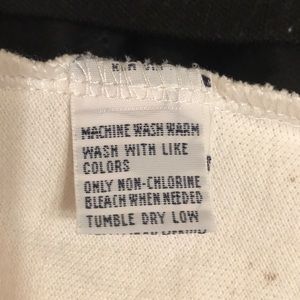 MACHINE WASH WARM
WASH WITH LIKE
COLORS
ONLY NON-CHLORINE
BLEACH WHEN NEEDED
TUMBLE DRY LOW